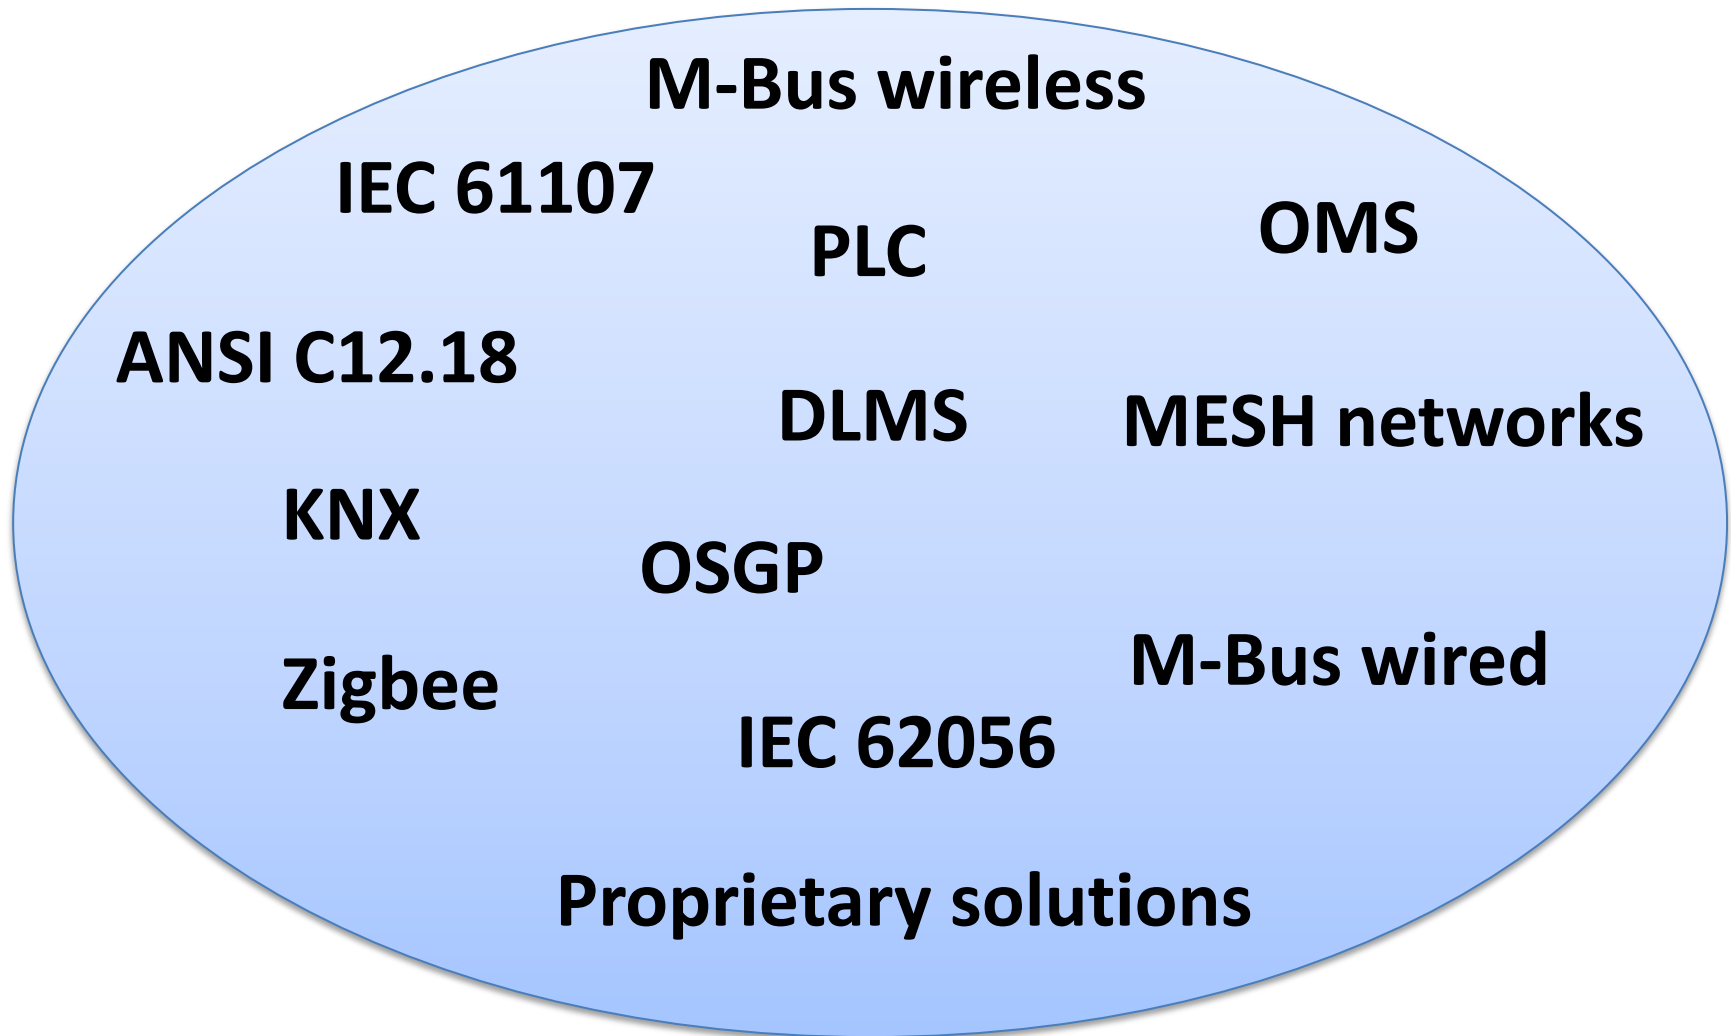 M-Bus wireless
IEC 61107
OMS
PLC
ANSI C12.18
DLMS
MESH networks
KNX
OSGP
M-Bus wired
Zigbee
IEC 62056
Proprietary solutions